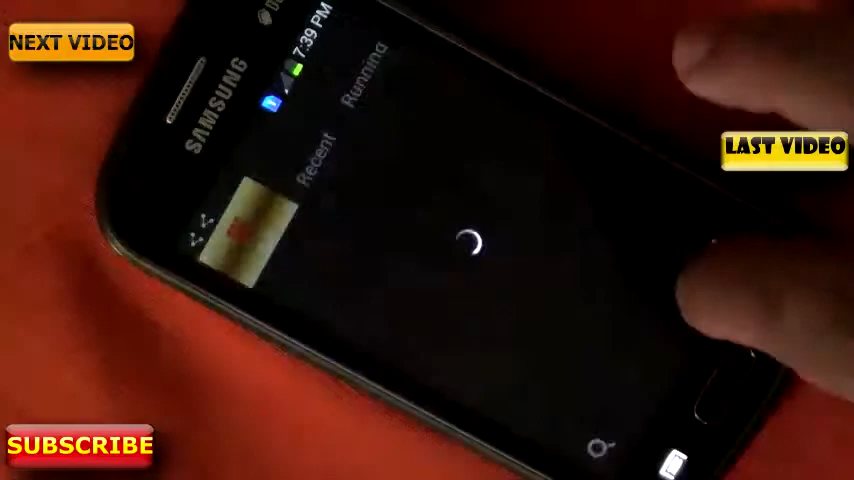 NEXT VIDEO
SAMSUNG
7:39 PM
Running
Recent
LAST VIDEO
SUBSCRIBE